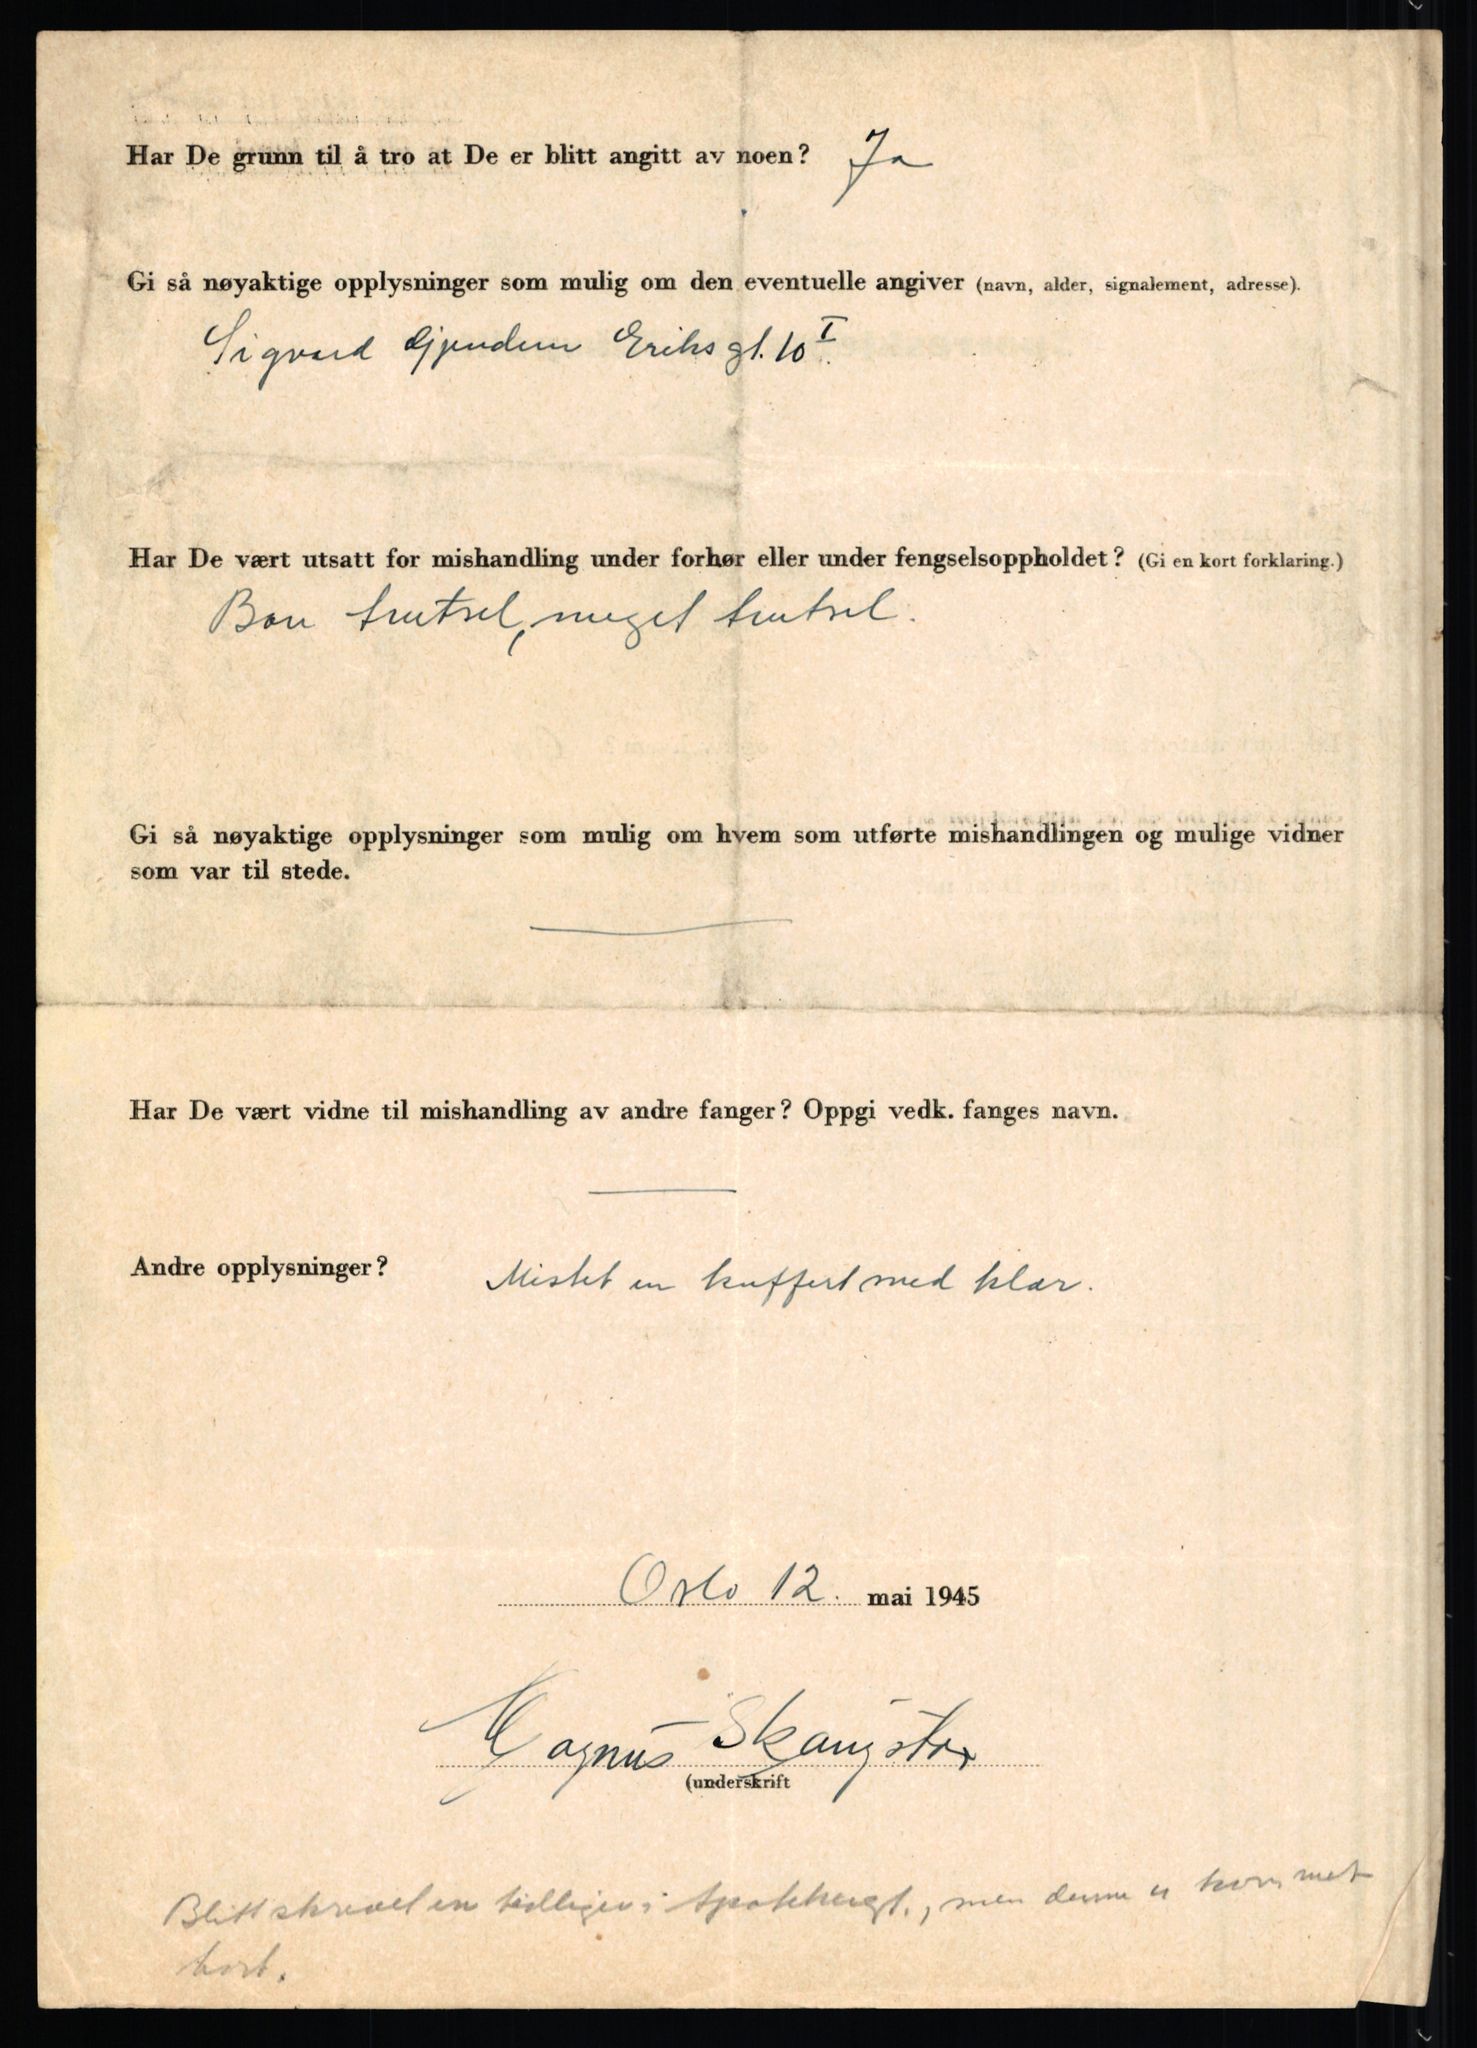 Har De grunn til å tro at De er blitt angitt av noen? Ja
Gi så nøyaktige opplysninger som mulig om den eventuelle angiver (navn, alder, signalement, adresse).
Sigvard Gjendem Eriks gt. 10 I.
Har De vært utsatt for mishandling under forhør eller under fengselsoppholdet? (Gi en kort forklaring.)
Bare trutsel, meget trutsel.
Gi så nøyaktige opplysninger som mulig om hvem som utførte mishandlingen og mulige vidner
som var til stede.
Har De vært vidne til mishandling av andre fanger? Oppgi vedk. fanges navn.
Andre opplysninger? Mistet en kuffert med klær.
Oslo 12. mai 1945
Magnus Skaugstad
(underskrift
Blitt skrevet en tidligere i Apotekergt., men denne er kommet
bort.